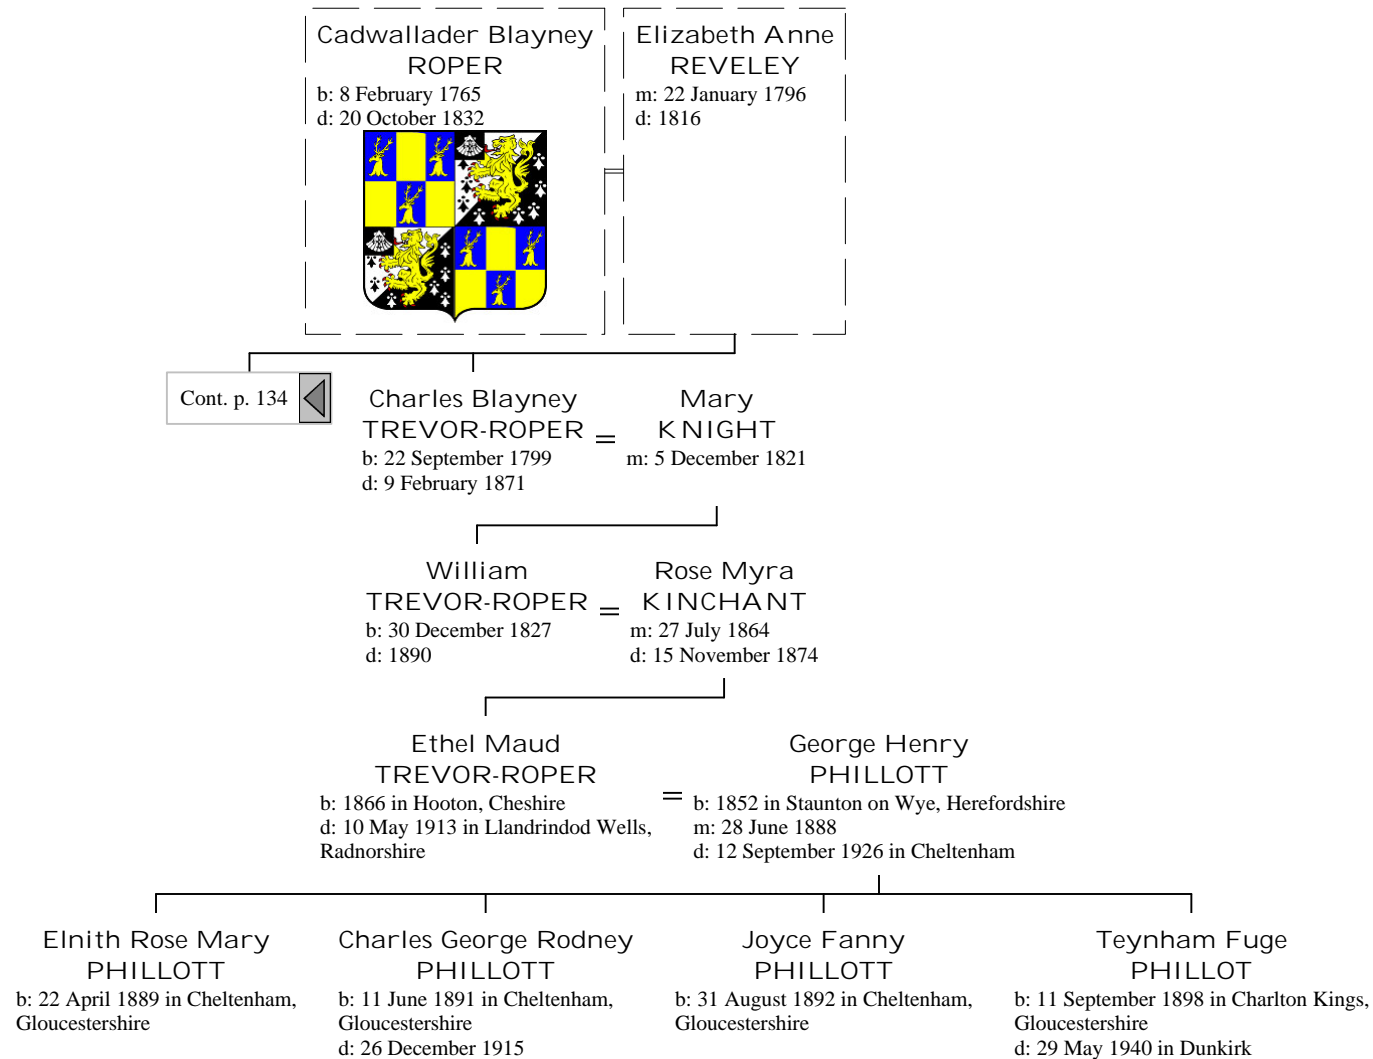 Cadwallader Blayney
ROPER
b: 8 February 1765
d: 20 October 1832
Elizabeth Anne
REVELEY
m: 22 January 1796
d: 1816
Cont. p. 134
Charles Blayney
TREVOR-ROPER
b: 22 September 1799
d: 9 February 1871
=
Mary
KNIGHT
m: 5 December 1821
William
TREVOR-ROPER
b: 30 December 1827
d: 1890
=
Rose Myra
KINCHANT
m: 27 July 1864
d: 15 November 1874
Ethel Maud
TREVOR-ROPER
b: 1866 in Hooton, Cheshire
d: 10 May 1913 in Llandrindod Wells,
Radnorshire
=
George Henry
PHILLOTT
b: 1852 in Staunton on Wye, Herefordshire
m: 28 June 1888
d: 12 September 1926 in Cheltenham
Elnith Rose Mary
PHILLOTT
b: 22 April 1889 in Cheltenham,
Gloucestershire
Charles George Rodney
PHILLOTT
b: 11 June 1891 in Cheltenham,
Gloucestershire
d: 26 December 1915
Joyce Fanny
PHILLOTT
b: 31 August 1892 in Cheltenham,
Gloucestershire
Teynham Fuge
PHILLOT
b: 11 September 1898 in Charlton Kings,
Gloucestershire
d: 29 May 1940 in Dunkirk